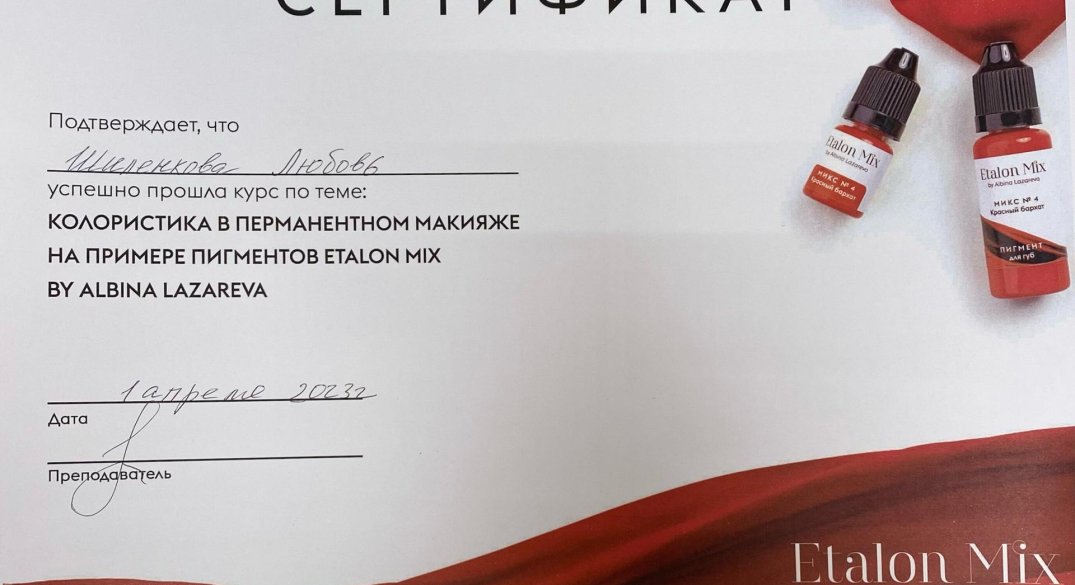 СЕРТИФИКАТ
Подтверждает, что
Шиленкова Любовь
успешно прошла курс по теме:
КОЛОРИСТИКА В ПЕРМАНЕНТНОМ МАКИЯЖЕ
НА ПРИМЕРЕ ПИГМЕНТОВ ETALON MIX
BY ALBINA LAZAREVA
1 апреля 2023г
Дата
Преподаватель
Etalon Mix
by Albina Lazareva
МИКС № 4
Красный бархат
Etalon Mix
by Albina Lazareva
МИКС № 4
Красный бархат
ПИГМЕНТ
для губ
Etalon Mix